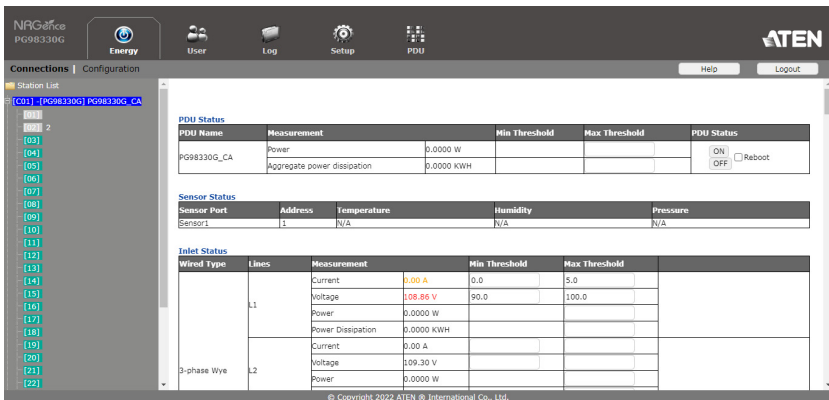 NRGence
PG98330G
Energy
User
Log
Setup
PDU
ATEN
Connections | Configuration
Help
Logout
Station List
[C01] -[PG98330G] PG98330G_CA
[01]
[02] 2
[03]
[04]
[05]
[06]
[07]
[08]
[09]
[10]
[11]
[12]
[13]
[14]
[15]
[16]
[17]
[18]
[19]
[20]
[21]
[22]
PDU Status
PDU Name Measurement Min Threshold Max Threshold PDU Status
PG98330G_CA
Power 0.0000 W
Aggregate power dissipation 0.0000 KWH
ON
OFF
Reboot
Sensor Status
Sensor Port Address Temperature Humidity Pressure
Sensor1 1 N/A N/A N/A
Inlet Status
Wired Type Lines Measurement Min Threshold Max Threshold
3-phase Wye
L1
Current 0.00 A 0.0 5.0
Voltage 108.86 V 90.0 100.0
Power 0.0000 W
Power Dissipation 0.0000 KWH
L2
Current 0.00 A
Voltage 109.30 V
Power 0.0000 W
© Copyright 2022 ATEN ® International Co., Ltd.